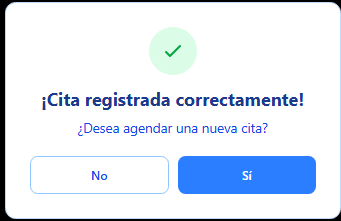 ¡Cita registrada correctamente!
¿Desea agendar una nueva cita?
No
Sí